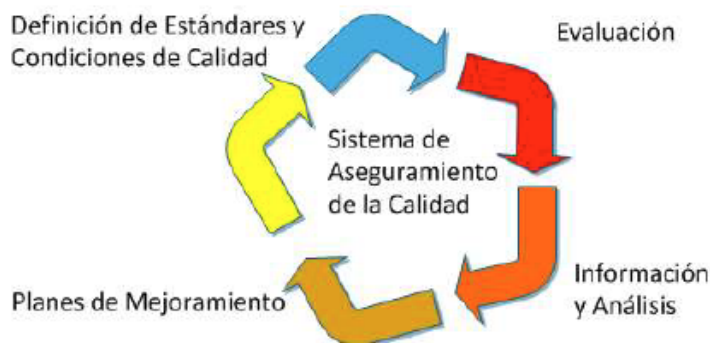 Definición de Estándares y
Condiciones de Calidad
Evaluación
Sistema de
Aseguramiento
de la Calidad
Información
y Análisis
Planes de Mejoramiento